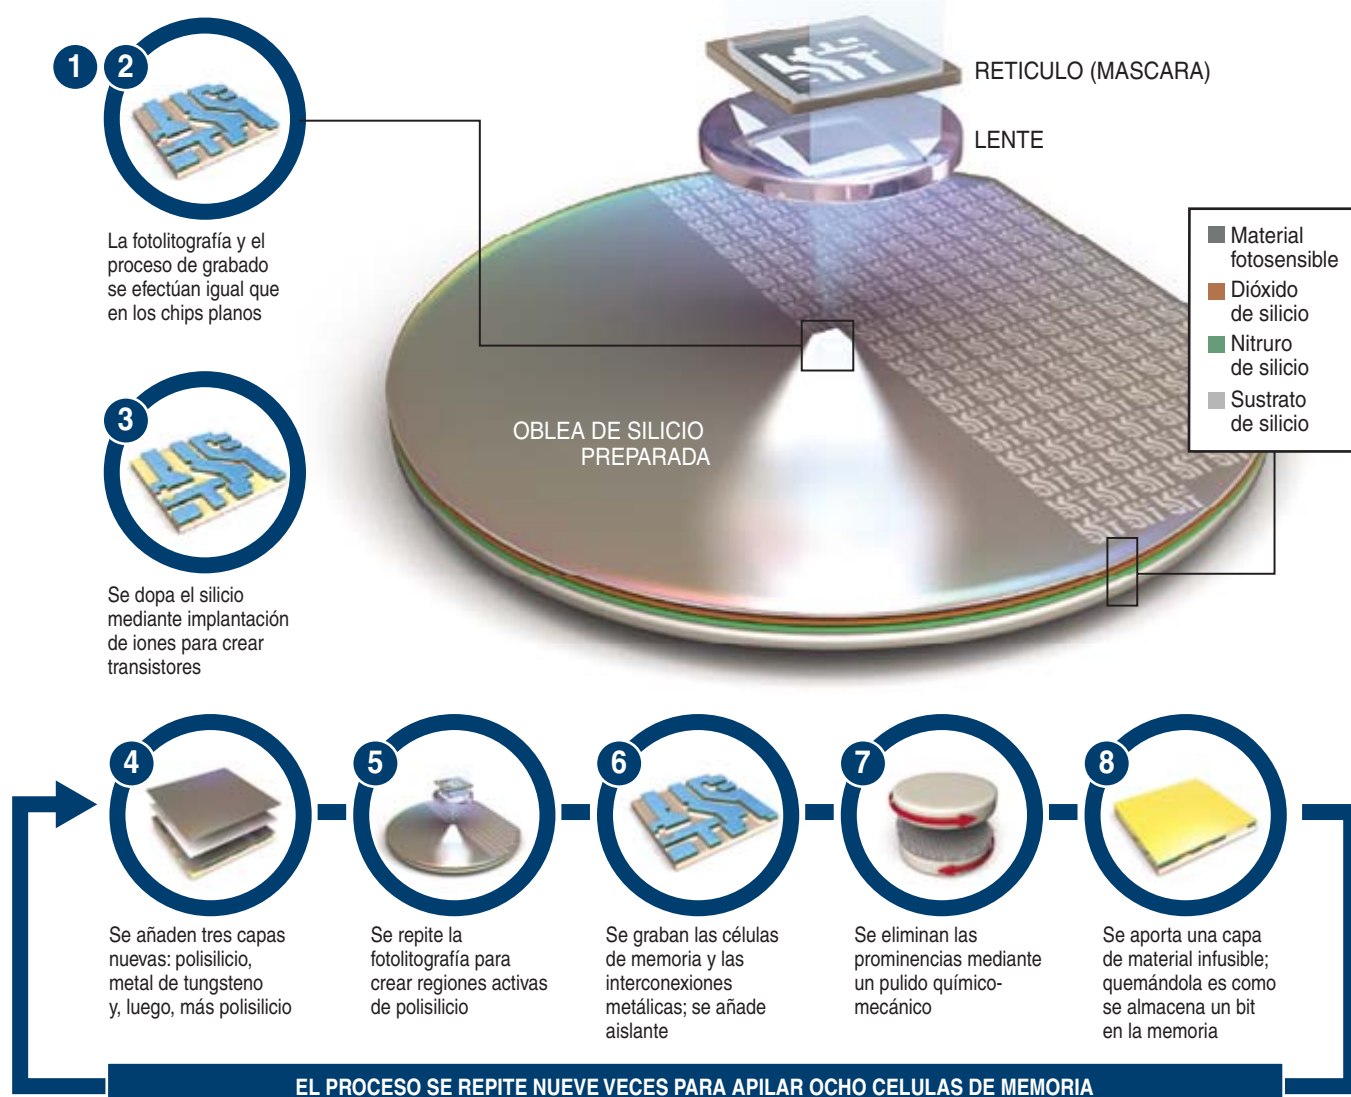 1 2
La fotolitografía y el
proceso de grabado
se efectúan igual que
en los chips planos
RETICULO (MASCARA)
LENTE
Material
fotosensible
Dióxido
de silicio
Nitruro
de silicio
Sustrato
de silicio
OBLEA DE SILICIO
PREPARADA
3
Se dopa el silicio
mediante implantación
de iones para crear
transistores
4
Se añaden tres capas
nuevas: polisilicio,
metal de tungsteno
y, luego, más polisilicio
5
Se repite la
fotolitografía para
crear regiones activas
de polisilicio
6
Se graban las células
de memoria y las
interconexiones
metálicas; se añade
aislante
7
Se eliminan las
prominencias mediante
un pulido químico-
mecánico
8
Se aporta una capa
de material infusible;
quemándola es como
se almacena un bit
en la memoria
EL PROCESO SE REPITE NUEVE VECES PARA APILAR OCHO CELULAS DE MEMORIA